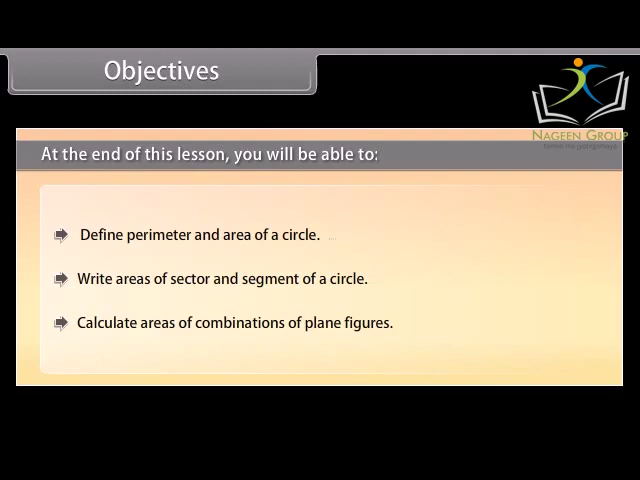 Objectives
NAGEEN GROUP
At the end of this lesson, you will be able to:
Define perimeter and area of a circle.
Write areas of sector and segment of a circle.
Calculate areas of combinations of plane figures.